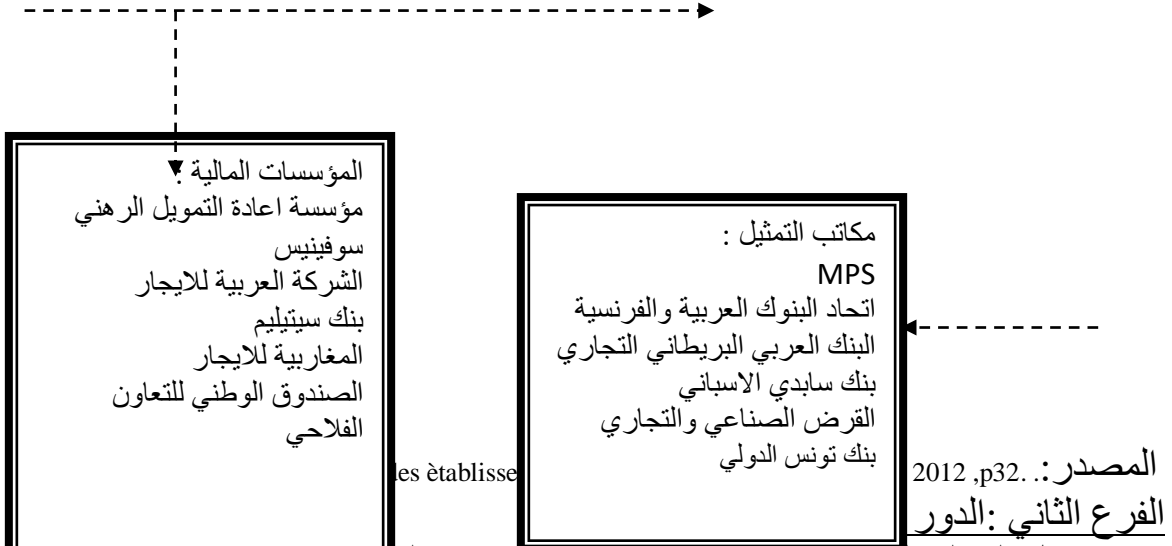 المؤسسات المالية :
مؤسسة اعادة التمويل الرهني
سوفينيس
الشركة العربية للايجار
بنك سيتيليم
المغاربية للايجار
الصندوق الوطني للتعاون
الفلاحي
مكاتب التمثيل :
MPS
اتحاد البنوك العربية والفرنسية
البنك العربي البريطاني التجاري
بنك سابدي الاسباني
القرض الصناعي والتجاري
بنك تونس الدولي
المصدر :. .2012 ,p32 les ètablisse
الفرع الثاني :الدور